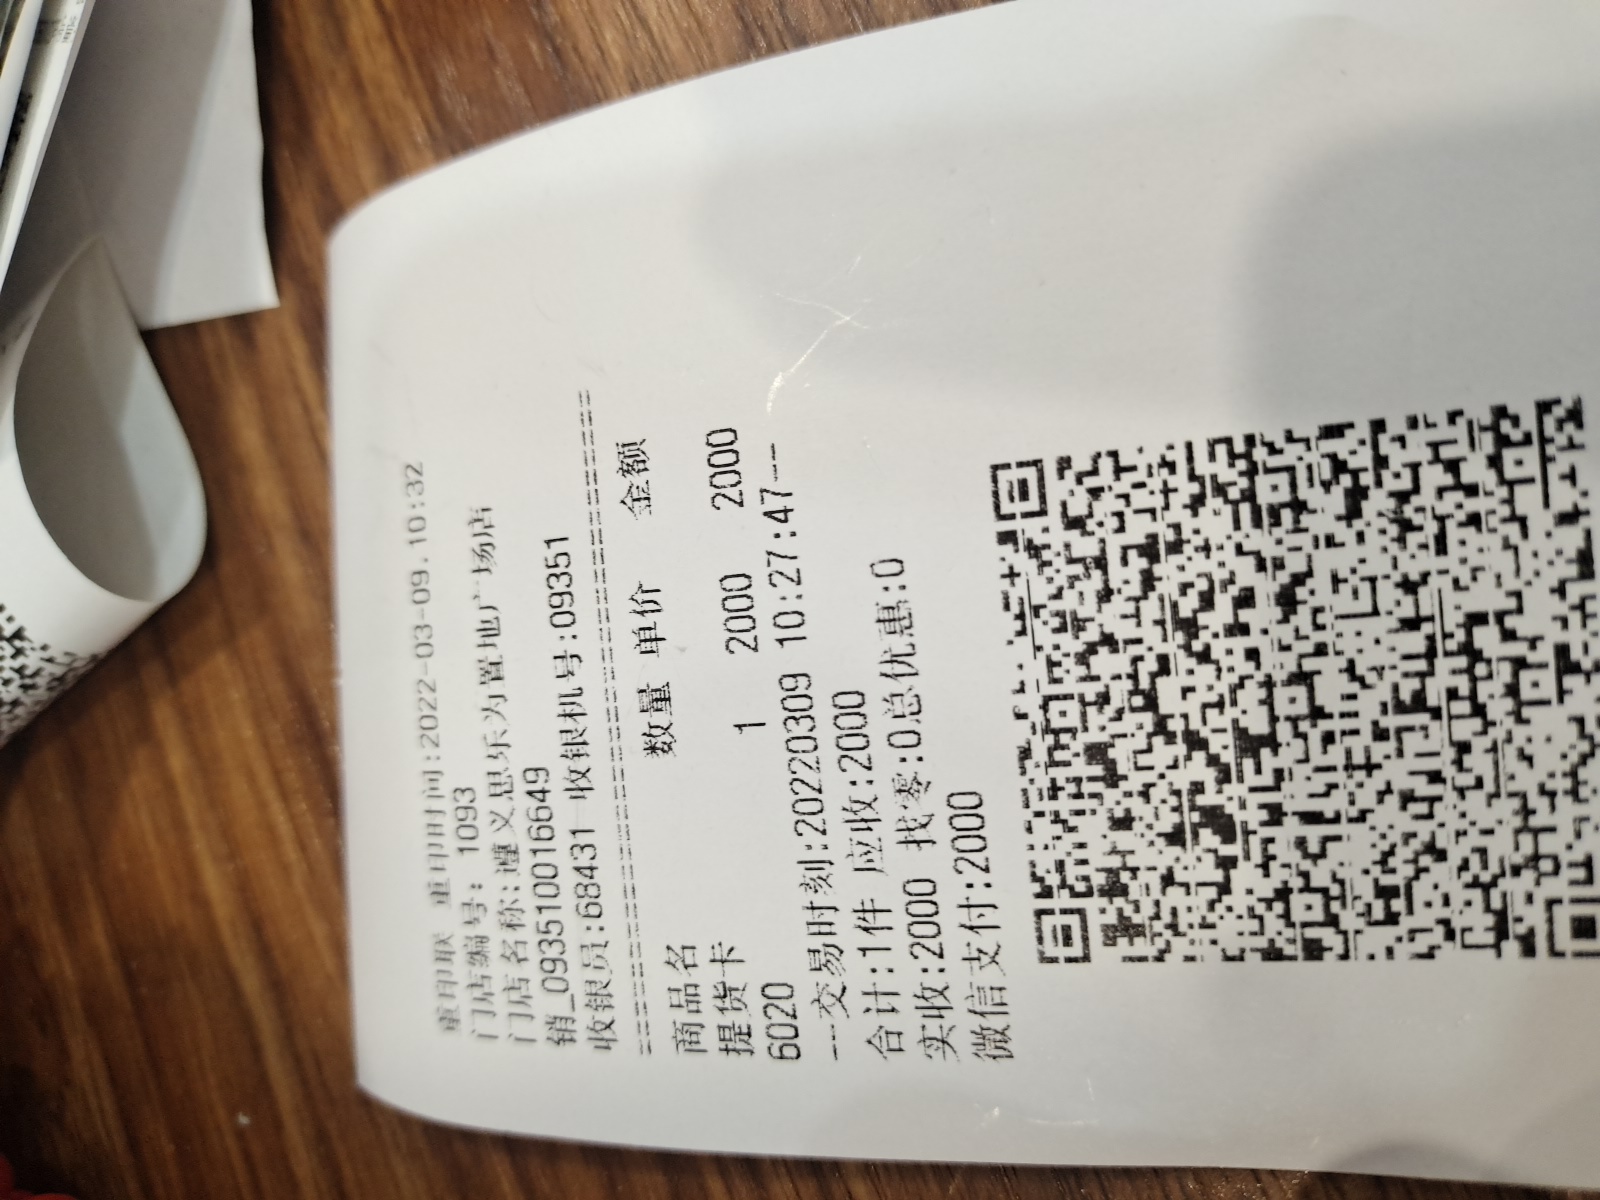 重印联 重印时间:2022-03-09.10:32
门店编号: 1093
门店名称:遵义思乐为置地广场店
销_0935100016649
收银员:68431 收银机号:09351
商品名 数量 单价 金额
提货卡 1 2000 2000
6020
---交易时刻:20220309 10:27:47---
合计:1件 应收:2000
实收:2000 找零:0总优惠:0
微信支付:2000